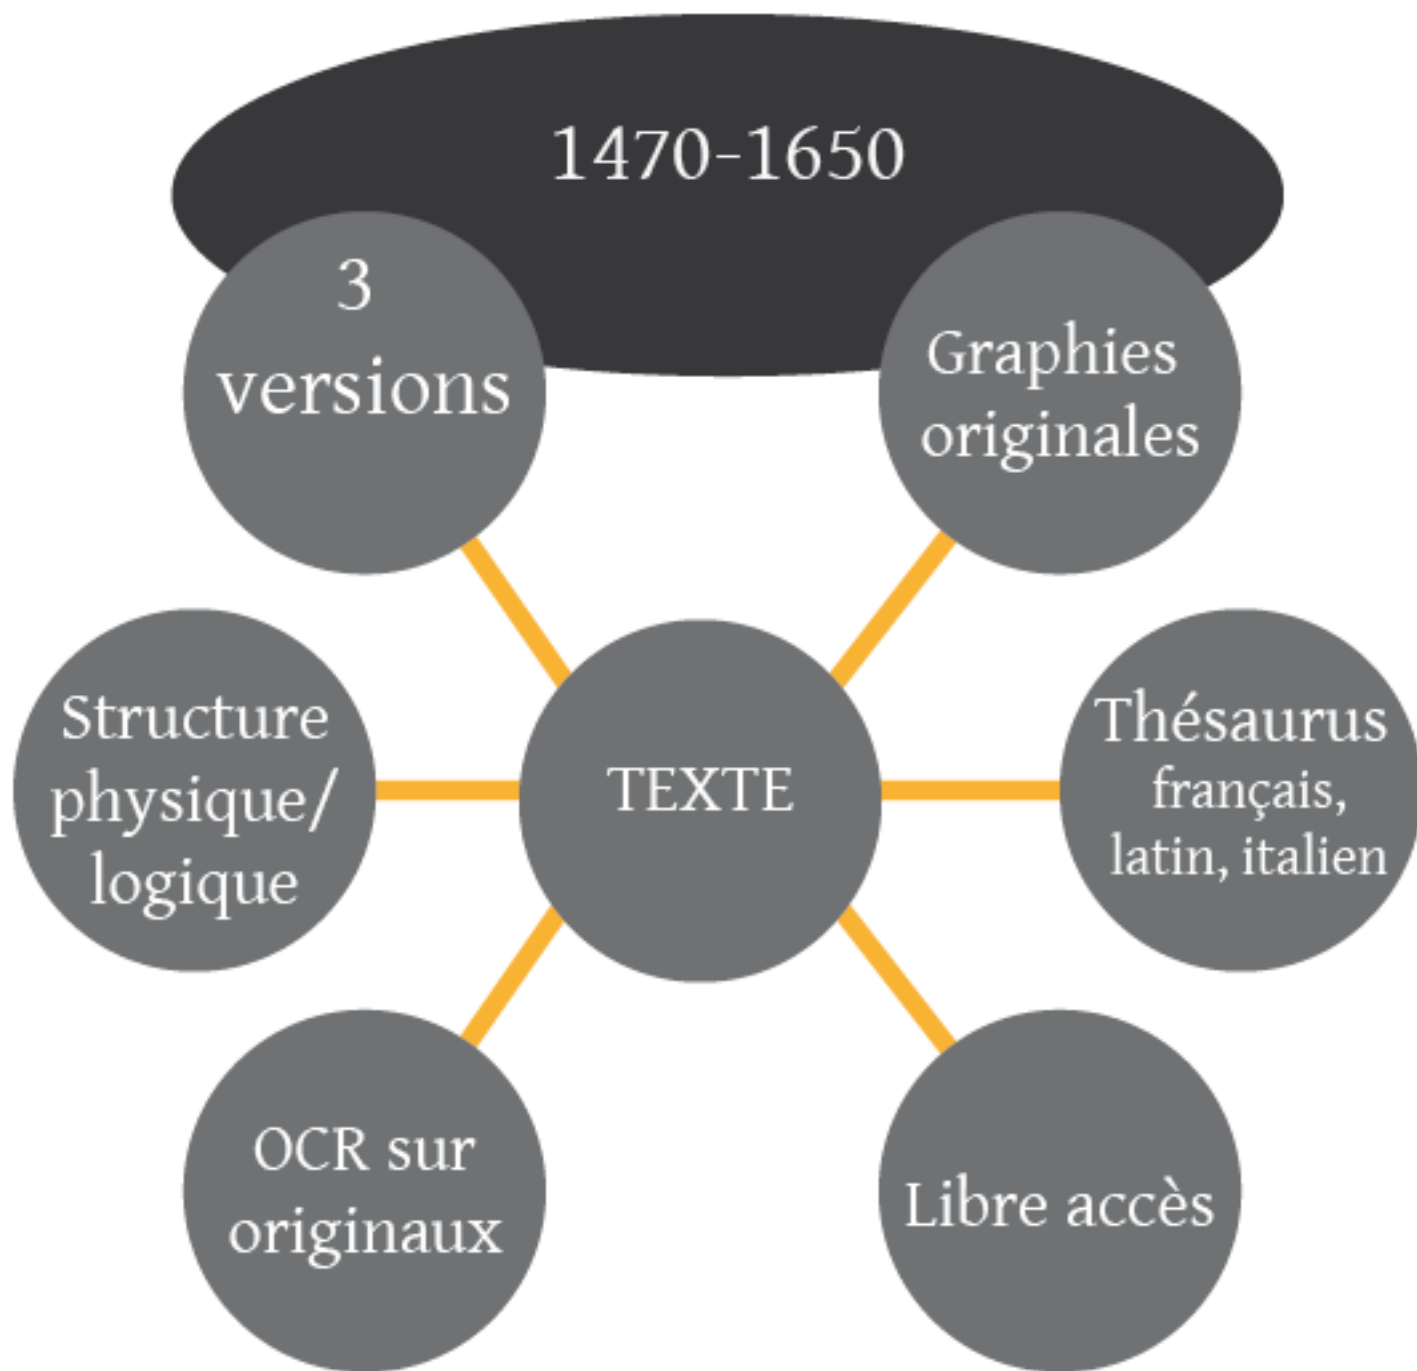 1470-1650
3
versions
Graphies
originales
Structure
physique/
logique
TEXTE
Thésaurus
français,
latin, italien
OCR sur
originaux
Libre accès